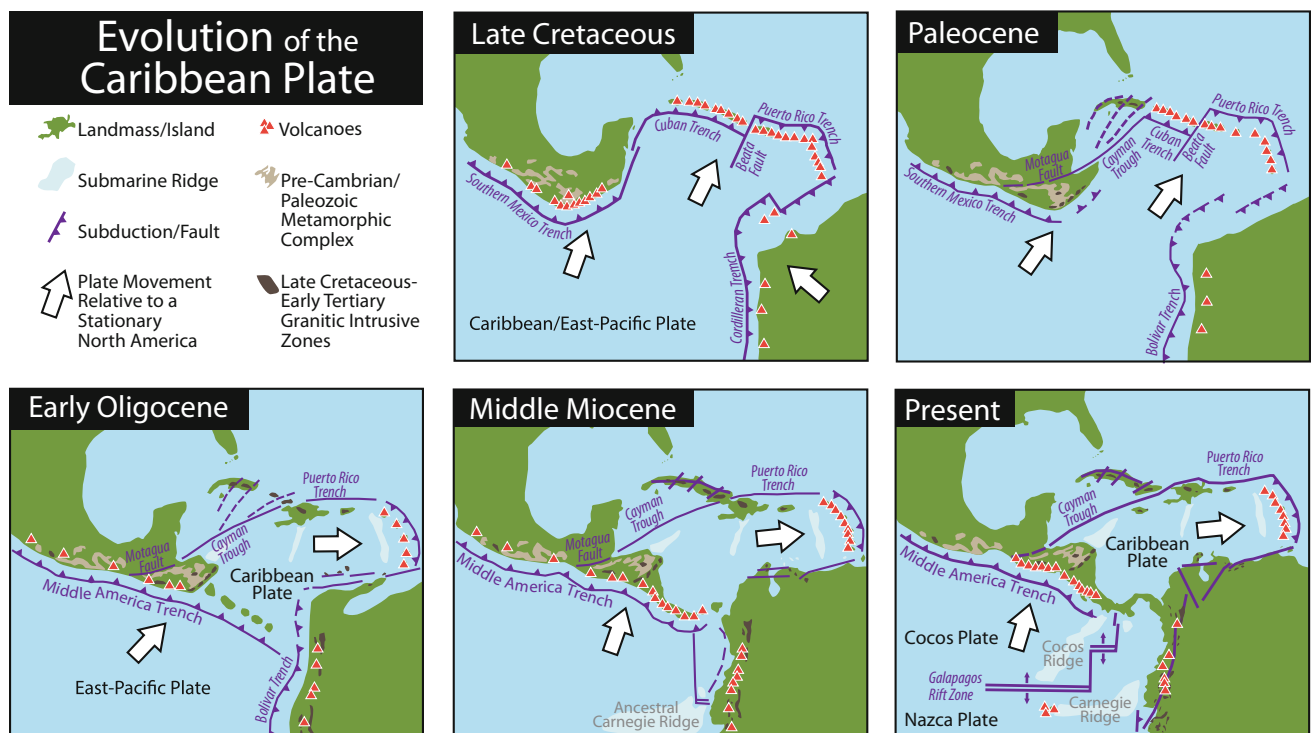 Evolution of the
Caribbean Plate
Landmass/Island
Volcanoes
Submarine Ridge
Pre-Cambrian/
Paleozoic
Metamorphic
Complex
Subduction/Fault
Plate Movement
Relative to a
Stationary
North America
Late Cretaceous-
Early Tertiary
Granitic Intrusive
Zones
Late Cretaceous
Cuban Trench
Puerto Rico
Trench
Beata
Fault
Southern Mexico Trench
Cordilleran Trench
Caribbean/East-Pacific Plate
Paleocene
Puerto Rico
Trench
Motagua
Fault
Cayman
Trough
Cuban
Trench
Beata
Fault
Southern Mexico Trench
Bolivar Trench
Early Oligocene
Puerto Rico
Trench
Motagua
Fault
Cayman
Trough
Caribbean
Plate
Middle America Trench
East-Pacific Plate
Bolivar Trench
Middle Miocene
Puerto Rico
Trench
Cayman
Trough
Motagua
Fault
Middle America Trench
Ancestral
Carnegie Ridge
Present
Puerto Rico
Trench
Cayman
Trough
Caribbean
Plate
Middle America Trench
Cocos Plate
Cocos
Ridge
Galapagos
Rift Zone
Carnegie
Ridge
Nazca Plate